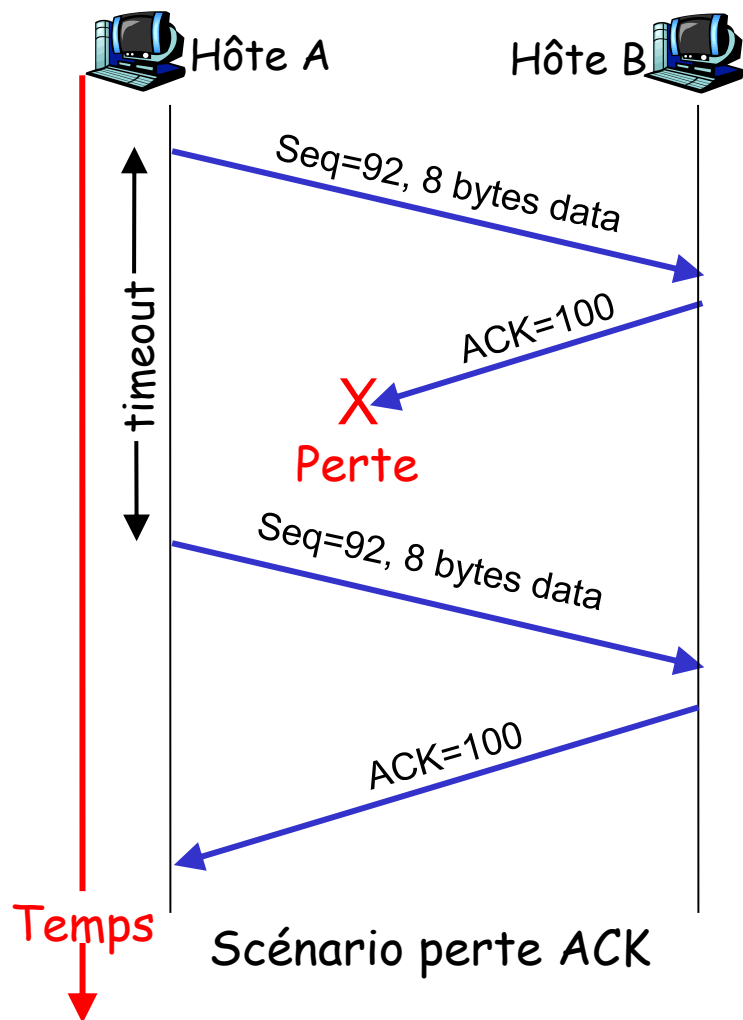 Hôte A
Hôte B
Seq=92, 8 bytes data
ACK=100
timeout
X
Perte
Seq=92, 8 bytes data
ACK=100
Temps
Scénario perte ACK